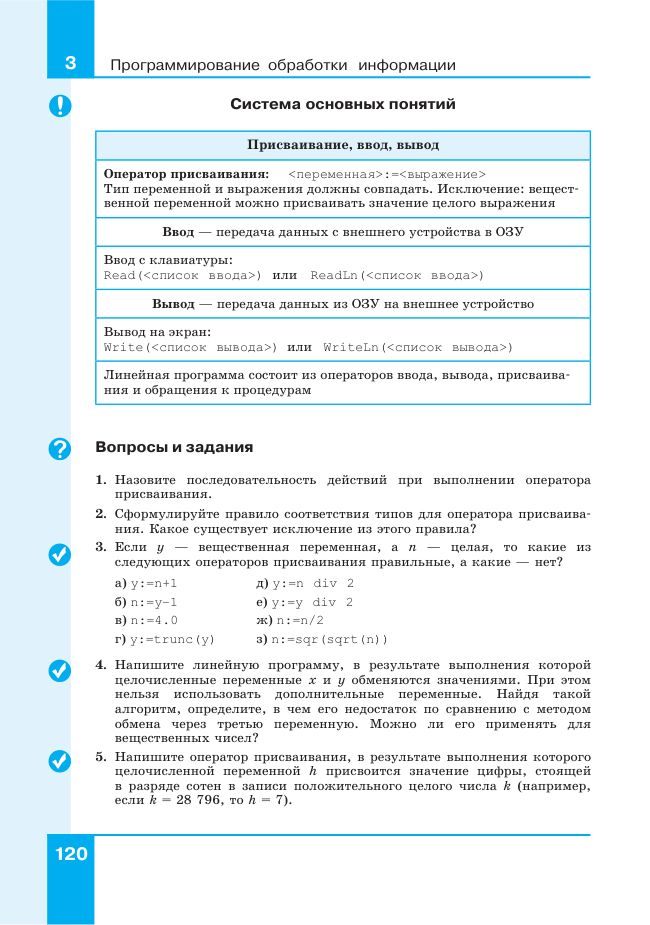 3 Программирование обработки информации
Система основных понятий
Присваивание, ввод, вывод
Оператор присваивания: <переменная>:=<выражение>
Тип переменной и выражения должны совпадать. Исключение: вещест-
венной переменной можно присваивать значение целого выражения
Ввод — передача данных с внешнего устройства в ОЗУ
Ввод с клавиатуры:
Read(<список ввода>) или ReadLn(<список ввода>)
Вывод — передача данных из ОЗУ на внешнее устройство
Вывод на экран:
Write(<список вывода>) или WriteLn(<список вывода>)
Линейная программа состоит из операторов ввода, вывода, присваива-
ния и обращения к процедурам
Вопросы и задания
1. Назовите последовательность действий при выполнении оператора
присваивания.
2. Сформулируйте правило соответствия типов для оператора присваива-
ния. Какое существует исключение из этого правила?
3. Если y — вещественная переменная, а n — целая, то какие из
следующих операторов присваивания правильные, а какие — нет?
а) y:=n+1 д) y:=n div 2
б) n:=y-1 е) y:=y div 2
в) n:=4.0 ж) n:=n/2
г) y:=trunc(y) з) n:=sqr(sqrt(n))
4. Напишите линейную программу, в результате выполнения которой
целочисленные переменные x и y обменяются значениями. При этом
нельзя использовать дополнительные переменные. Найдя такой
алгоритм, определите, в чем его недостаток по сравнению с методом
обмена через третью переменную. Можно ли его применять для
вещественных чисел?
5. Напишите оператор присваивания, в результате выполнения которого
целочисленной переменной h присвоится значение цифры, стоящей
в разряде сотен в записи положительного целого числа k (например,
если k = 28 796, то h = 7).
120